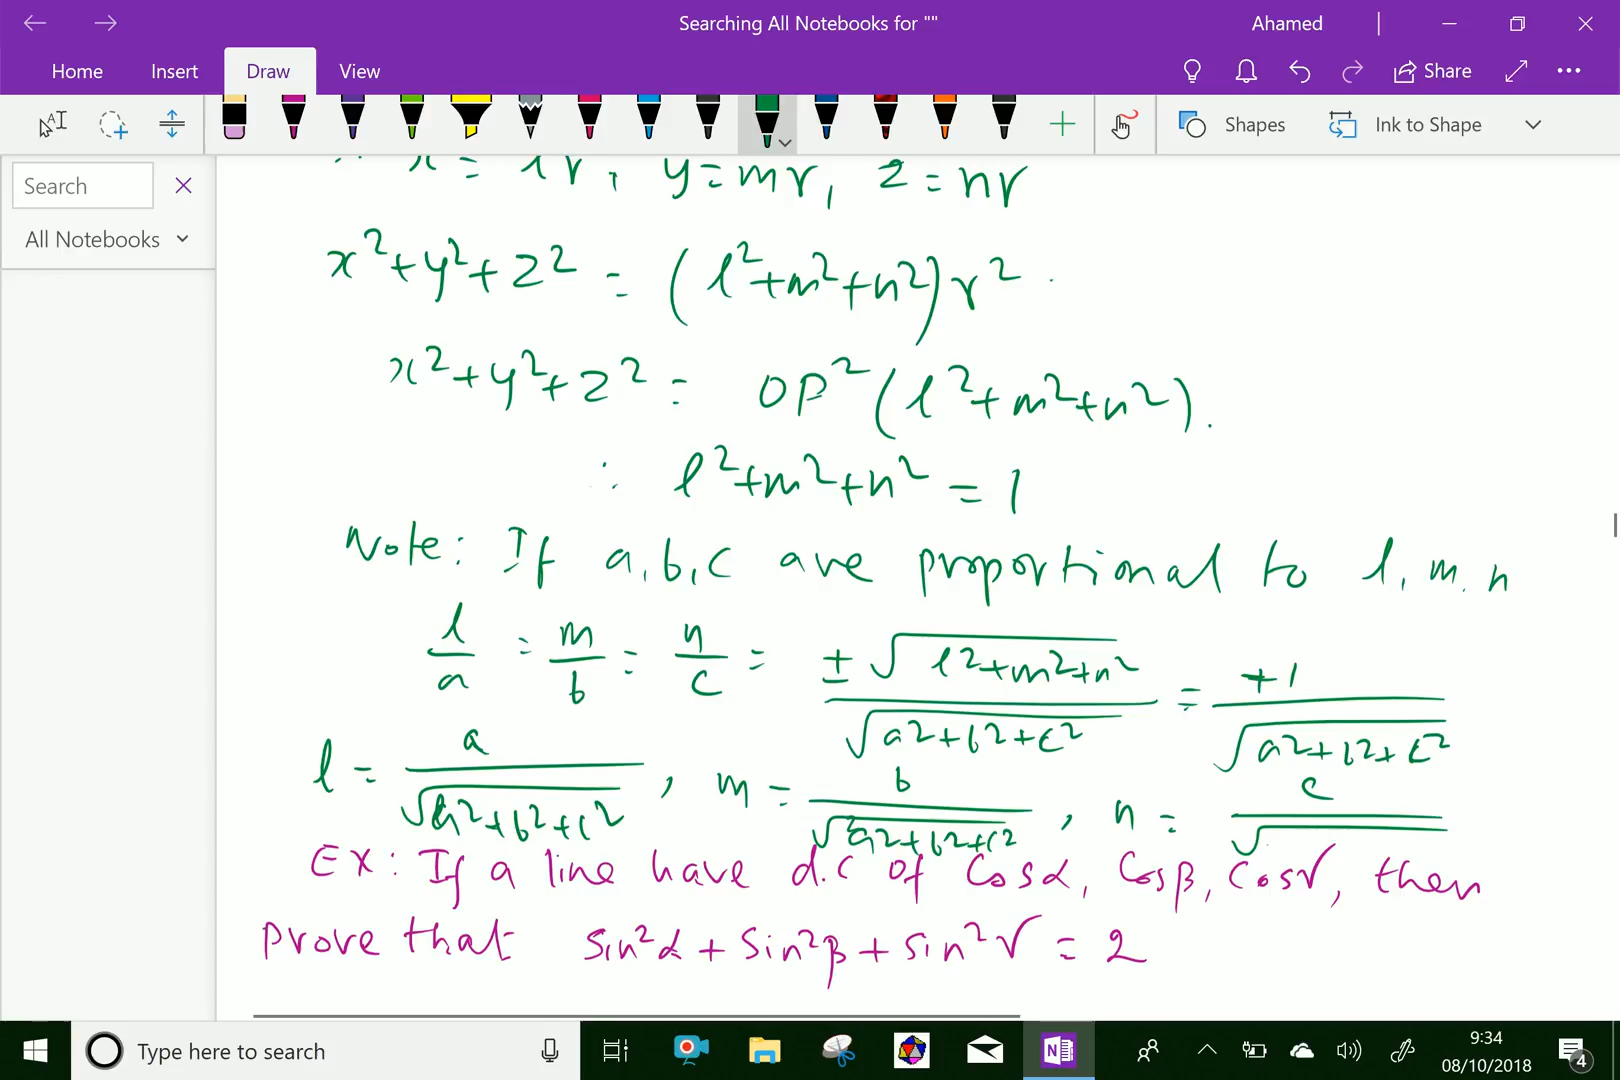 Searching All Notebooks for ""
Ahamed
Home Insert Draw View
Share
Shapes Ink to Shape
Search
All Notebooks
∴ x = lr, y = mr, z = nr
x²+y²+z² = (l²+m²+n²)r².
x²+y²+z² = OP²(l²+m²+n²).
∴ l²+m²+n² = 1
Note: If a, b, c are proportional to l, m, n
l/a = m/b = n/c = ±√(l²+m²+n²)/√(a²+b²+c²) = +1/√(a²+b²+c²)
l = a/√(a²+b²+c²), m = b/√(a²+b²+c²), n = c/√
Ex: If a line have d.c of Cosα, Cosβ, Cosγ, then
prove that Sin²α + Sin²β + Sin²γ = 2
Type here to search
9:34
08/10/2018
4